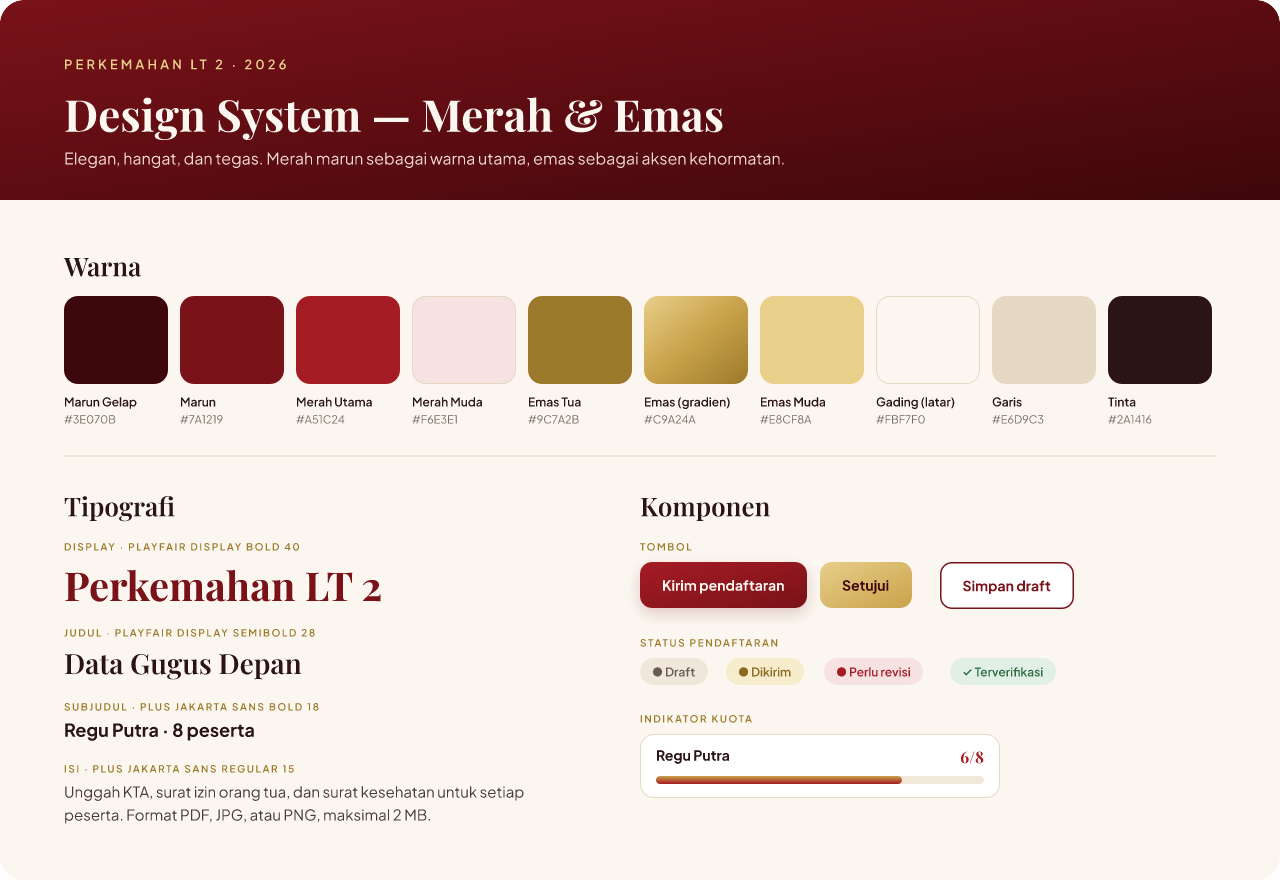 PERKEMAHAN LT 2 · 2026
Design System — Merah & Emas
Elegan, hangat, dan tegas. Merah marun sebagai warna utama, emas sebagai aksen kehormatan.
Warna
Marun Gelap
#3E070B
Marun
#7A1219
Merah Utama
#A51C24
Merah Muda
#F6E3E1
Emas Tua
#9C7A2B
Emas (gradien)
#C9A24A
Emas Muda
#E8CF8A
Gading (latar)
#FBF7F0
Garis
#E6D9C3
Tinta
#2A1416
Tipografi
DISPLAY · PLAYFAIR DISPLAY BOLD 40
Perkemahan LT 2
JUDUL · PLAYFAIR DISPLAY SEMIBOLD 28
Data Gugus Depan
SUBJUDUL · PLUS JAKARTA SANS BOLD 18
Regu Putra · 8 peserta
ISI · PLUS JAKARTA SANS REGULAR 15
Unggah KTA, surat izin orang tua, dan surat kesehatan untuk setiap
peserta. Format PDF, JPG, atau PNG, maksimal 2 MB.
Komponen
TOMBOL
Kirim pendaftaran
Setujui
Simpan draft
STATUS PENDAFTARAN
● Draft
● Dikirim
● Perlu revisi
✓ Terverifikasi
INDIKATOR KUOTA
Regu Putra
6/8